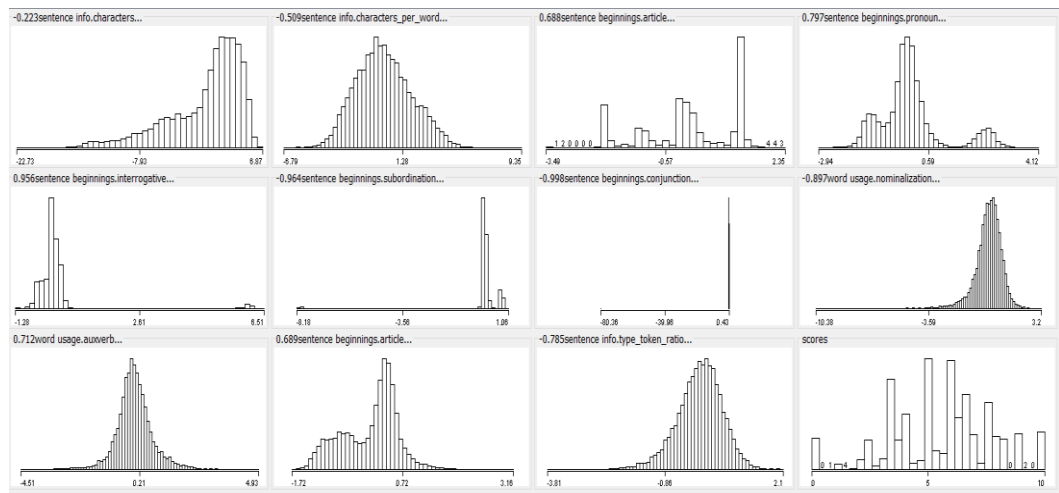 -0.223sentence info.characters...
-0.509sentence info.characters_per_word...
0.688sentence beginnings.article...
0.797sentence beginnings.pronoun...
1 2 0 0 0 0
4 4 3
-22.73 -7.93 6.87
-6.79 1.28 9.35
-3.49 -0.57 2.35
-2.94 0.59 4.12
0.956sentence beginnings.interrogative...
-0.964sentence beginnings.subordination...
-0.998sentence beginnings.conjunction...
-0.897word usage.nominalization...
-1.28 2.61 6.51
-8.18 -3.56 1.06
-80.36 -39.96 0.43
-10.38 -3.59 3.2
0.712word usage.auxverb...
0.689sentence beginnings.article...
-0.785sentence info.type_token_ratio...
scores
0 1 4
0 20
-4.51 0.21 4.93
-1.72 0.72 3.16
-3.81 -0.86 2.1
0 5 10